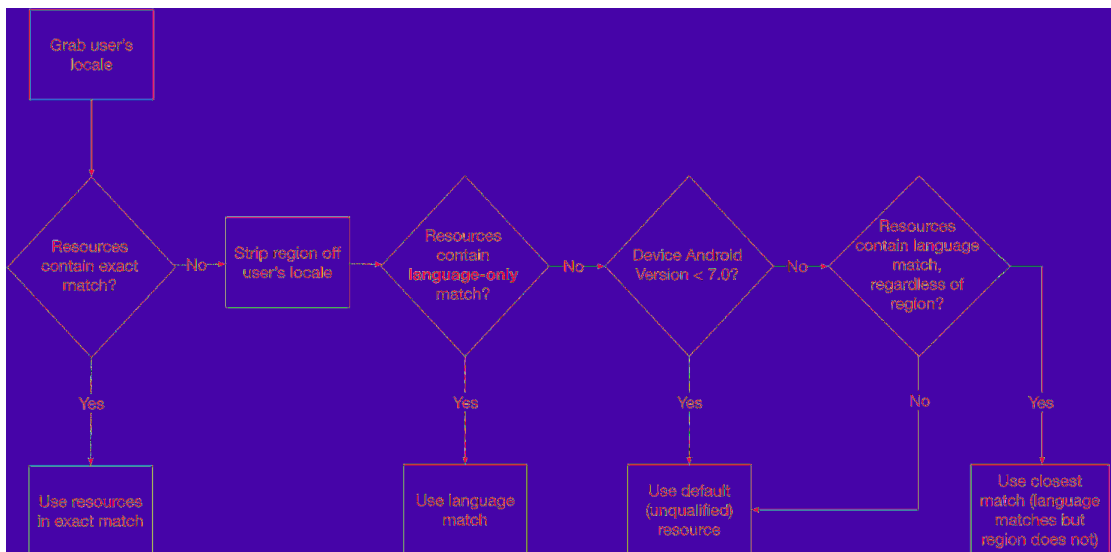 Grab user's
locale
Resources
contain exact
match?
No
Strip region off
user's locale
Resources
contain
language-only
match?
No
Device Android
Version < 7.0?
No
Resources
contain language
match,
regardless of
region?
Yes
Yes
Yes
No
Yes
Use resources
in exact match
Use language
match
Use default
(unqualified)
resource
Use closest
match (language
matches but
region does not)